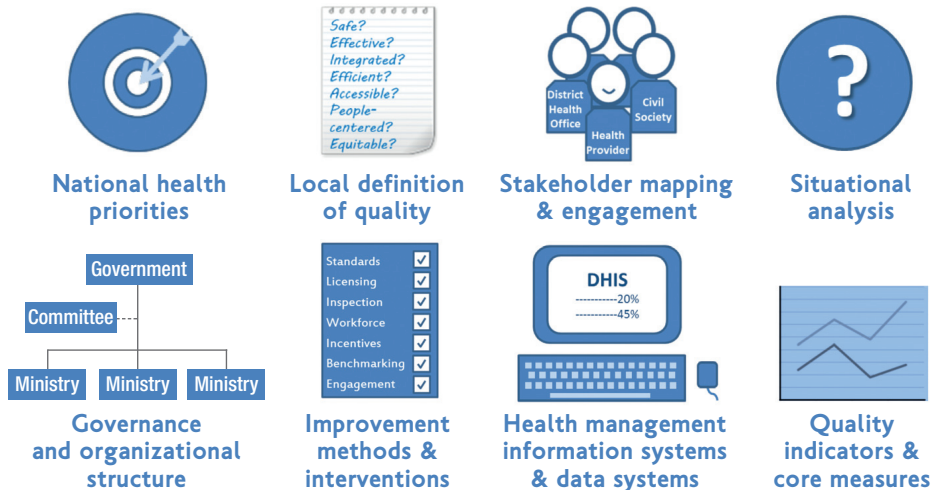 Safe?
Effective?
Integrated?
Efficient?
Accessible?
People-
centered?
Equitable?
District
Health
Office
Civil
Society
Health
Provider
?
National health
priorities
Local definition
of quality
Stakeholder mapping
& engagement
Situational
analysis
Government
Committee
Ministry
Ministry
Ministry
Standards
Licensing
Inspection
Workforce
Incentives
Benchmarking
Engagement
DHIS
-----------20%
-----------45%
Governance
and organizational
structure
Improvement
methods &
interventions
Health management
information systems
& data systems
Quality
indicators &
core measures